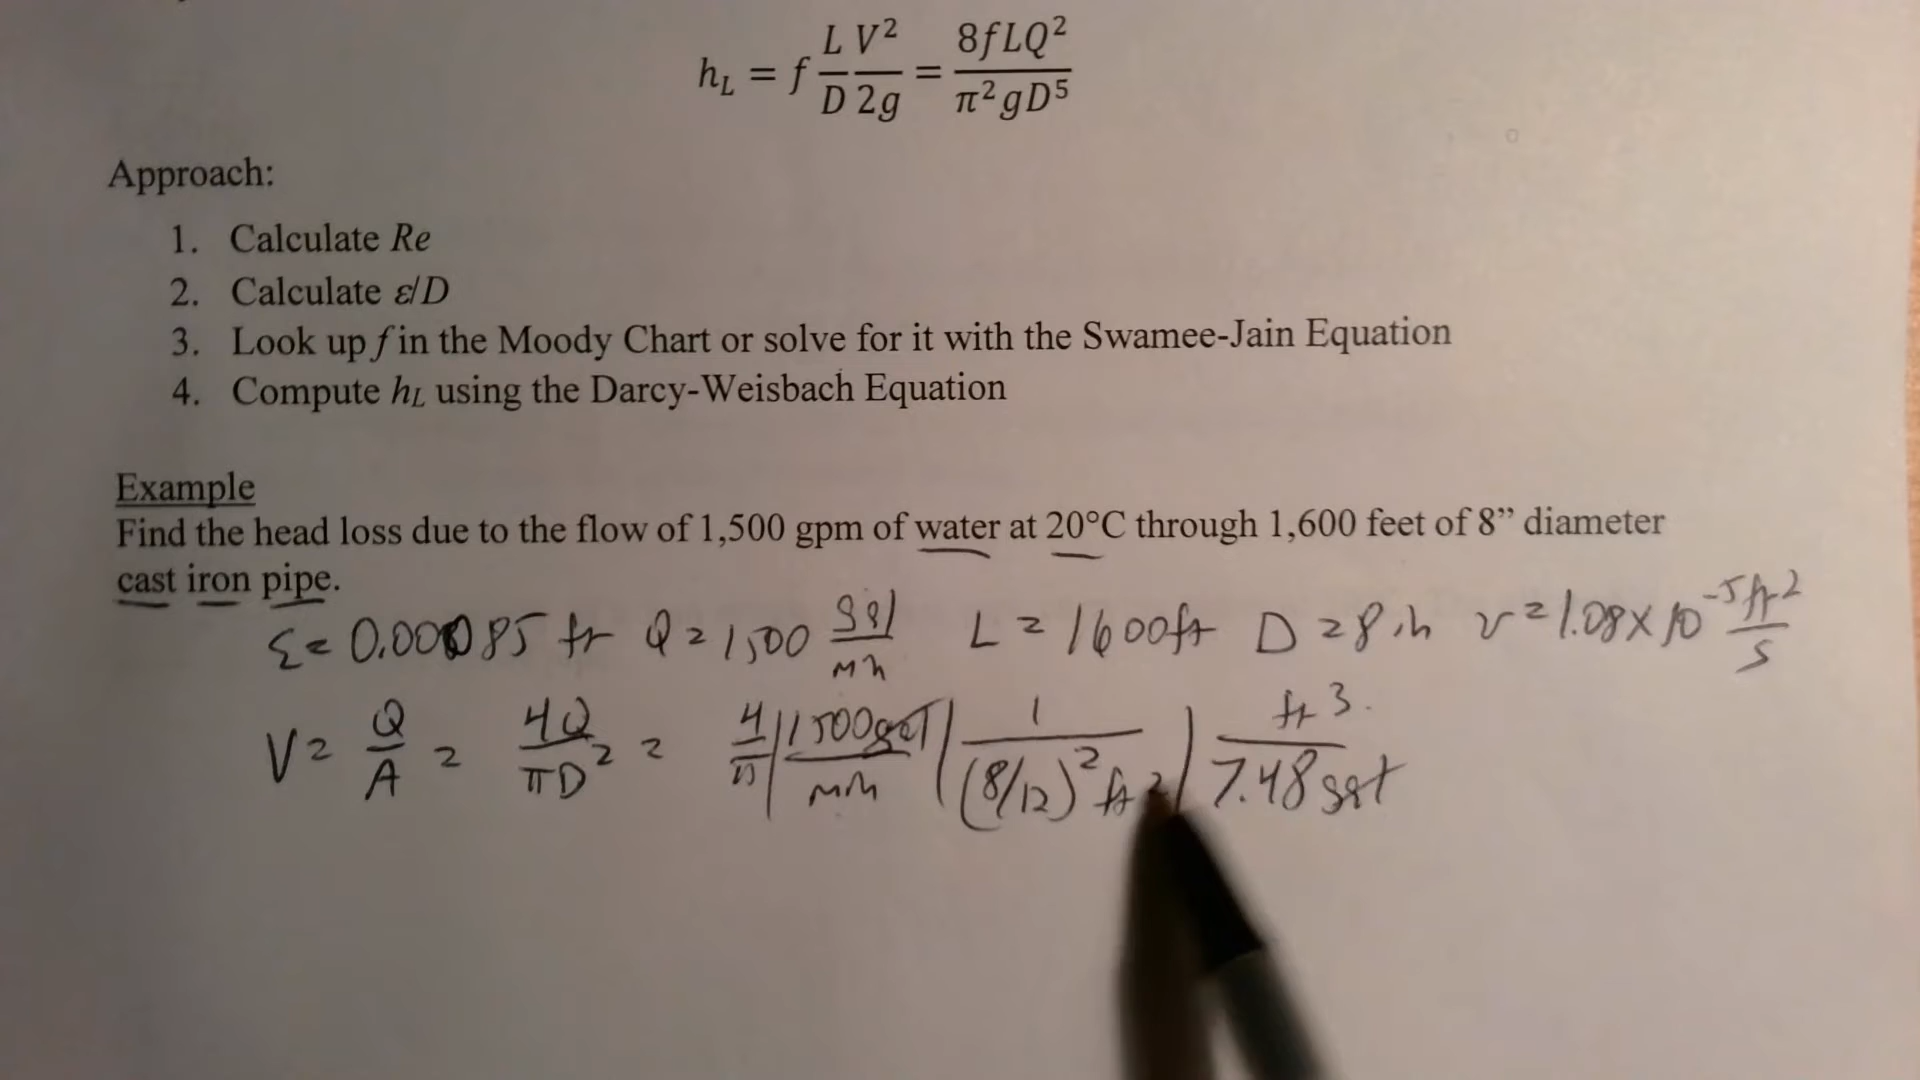 h_L = f L/D V²/2g = 8fLQ²/π²gD⁵
Approach:
1. Calculate Re
2. Calculate ε/D
3. Look up f in the Moody Chart or solve for it with the Swamee-Jain Equation
4. Compute h_L using the Darcy-Weisbach Equation
Example
Find the head loss due to the flow of 1,500 gpm of water at 20°C through 1,600 feet of 8” diameter
cast iron pipe.
ε = 0.00085 ft Q = 1,500 gal/min L = 1600ft D = 8 in ν = 1.08 x 10⁻⁵ ft²/s
V = Q/A = 4Q/πD² = 4/π | 1500gal/min | 1/(8/12)² ft² | ft³/7.48 gal